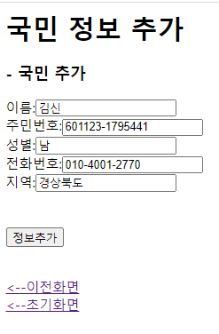 국민 정보 추가
- 국민 추가
이름:김신
주민번호:601123-1795441
성별:남
전화번호:010-4001-2770
지역:경상북도
정보추가
<--이전화면
<--초기화면